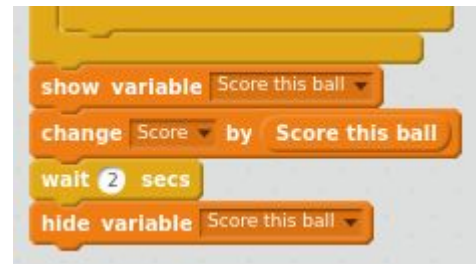 show variable Score this ball
change Score by Score this ball
wait 2 secs
hide variable Score this ball